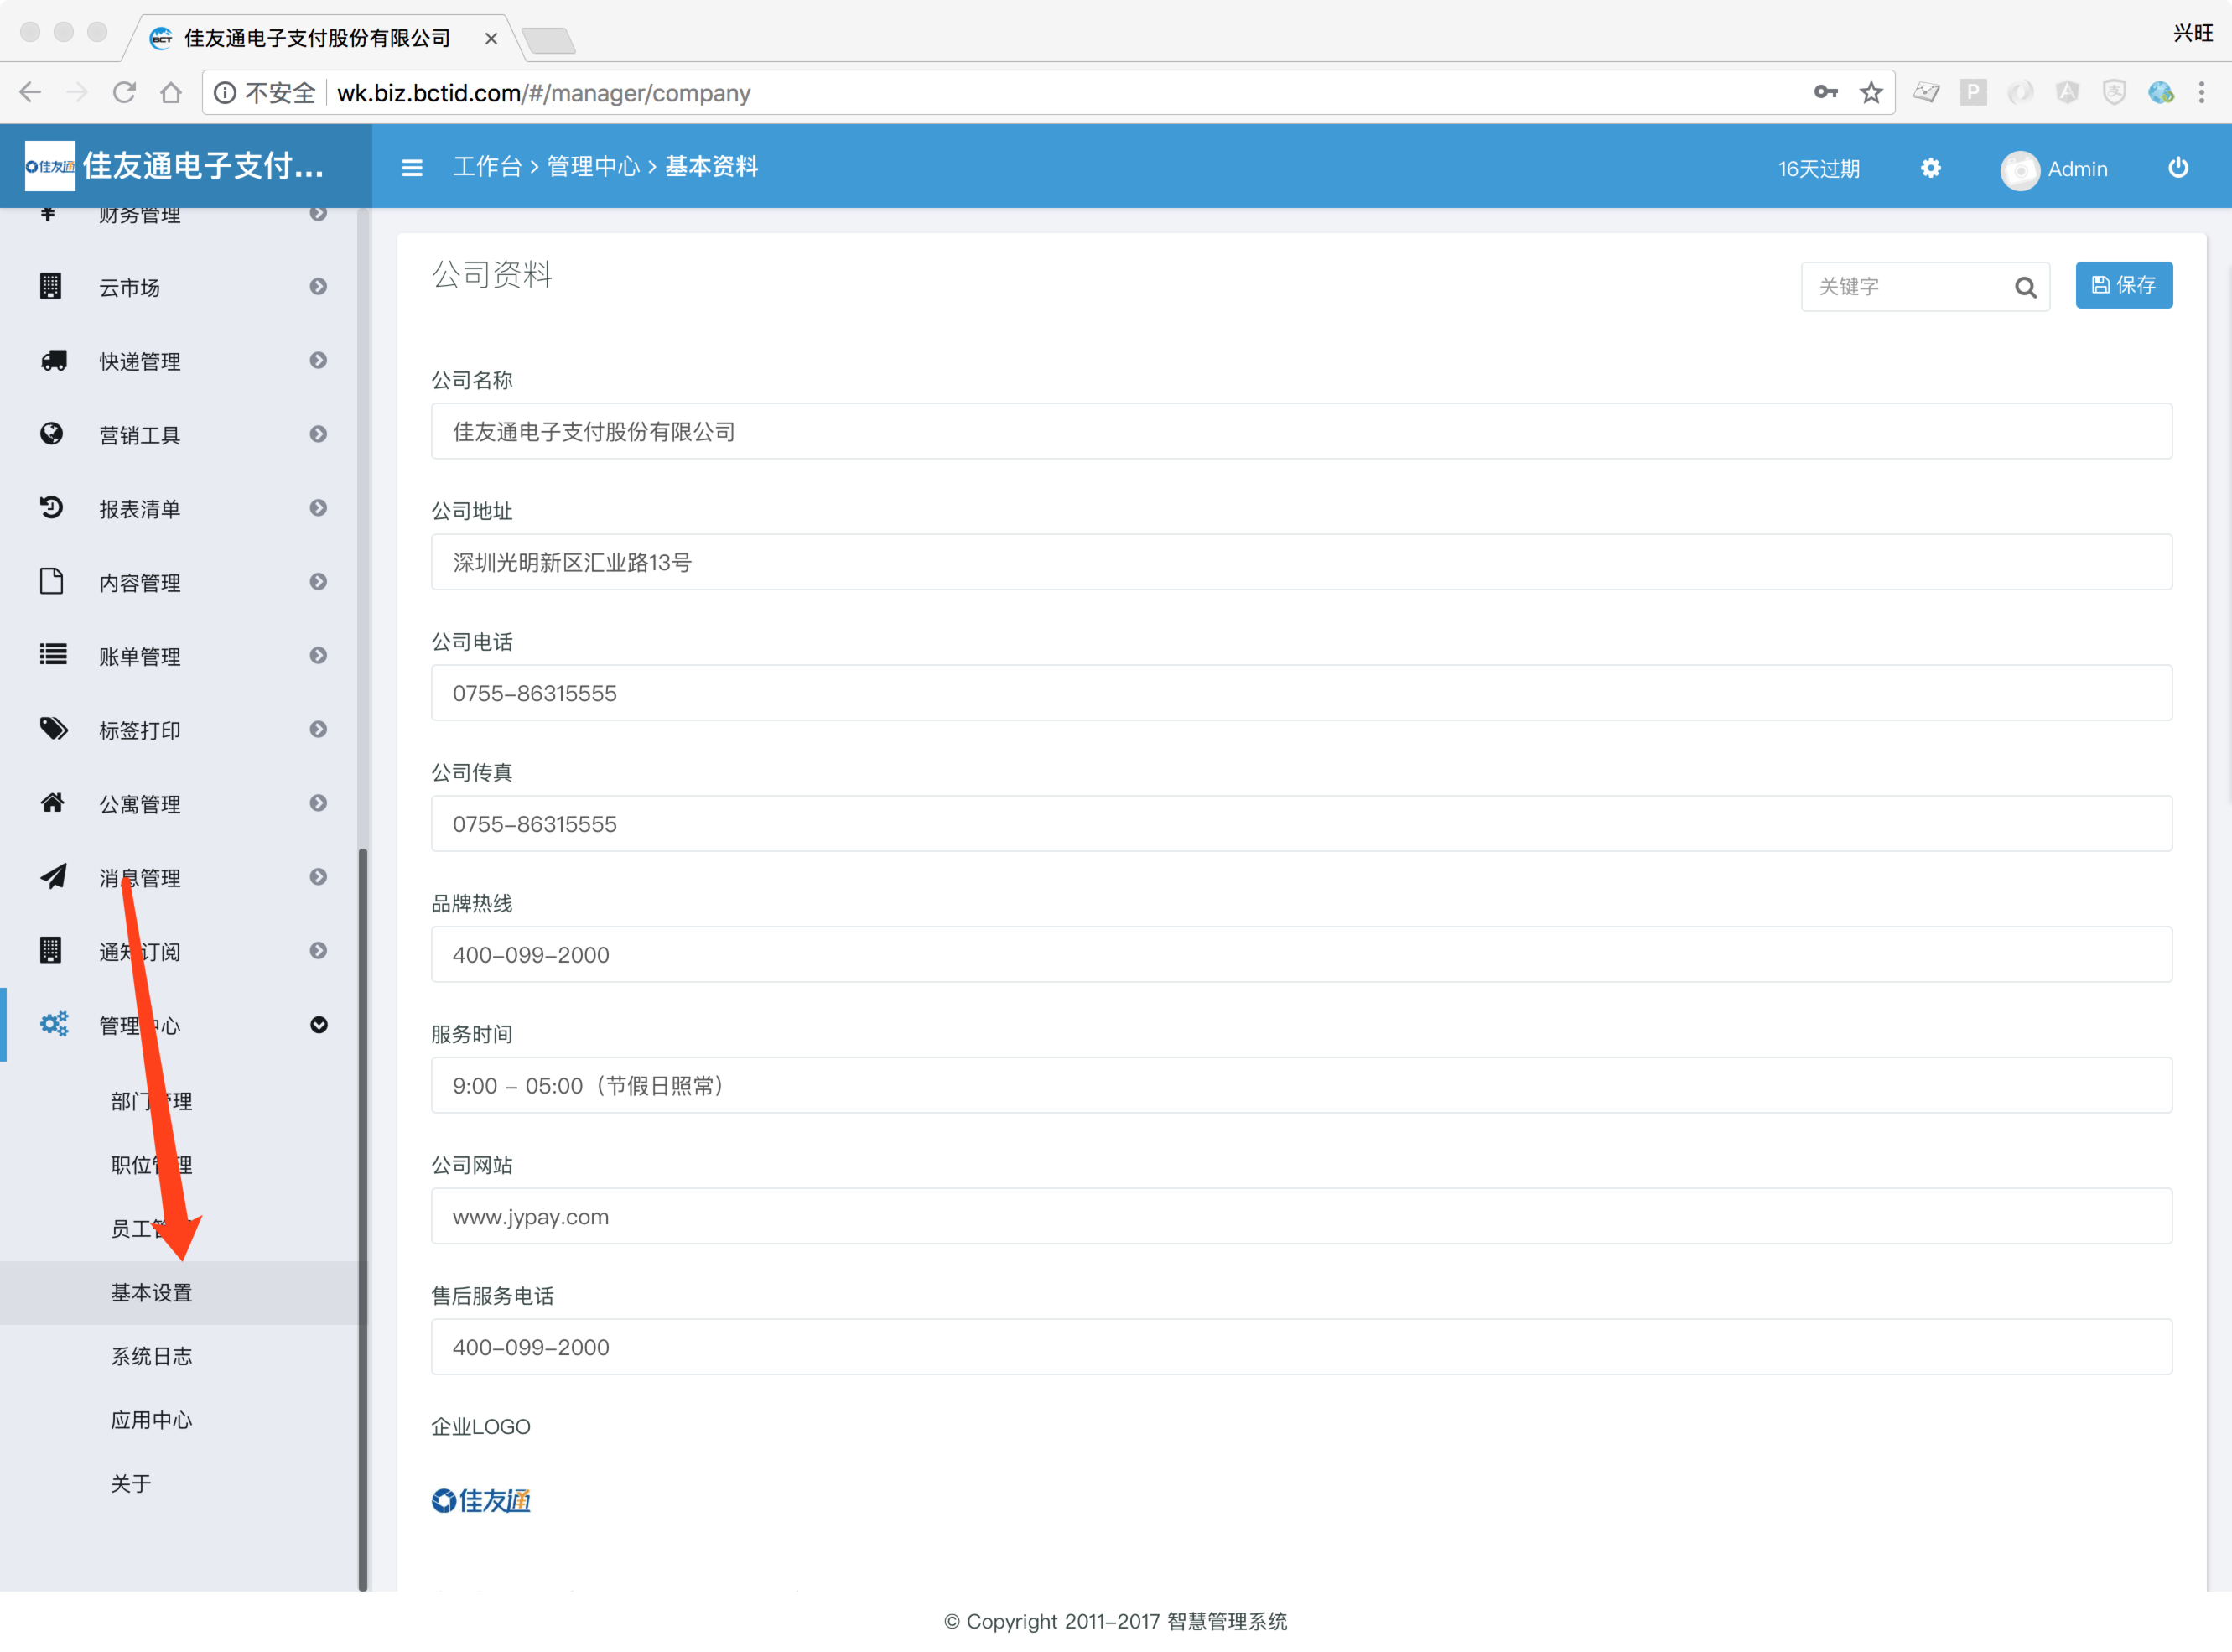 佳友通电子支付股份有限公司
兴旺
不安全 wk.biz.bctid.com/#/manager/company
佳友通
佳友通电子支付...
工作台 > 管理中心 > 基本资料
16天过期
Admin
财务管理
云市场
快递管理
营销工具
报表清单
内容管理
账单管理
标签打印
公寓管理
消息管理
通知订阅
管理中心
部门管理
职位管理
员工管
基本设置
系统日志
应用中心
关于
公司资料
关键字
保存
公司名称
佳友通电子支付股份有限公司
公司地址
深圳光明新区汇业路13号
公司电话
0755-86315555
公司传真
0755-86315555
品牌热线
400-099-2000
服务时间
9:00 - 05:00（节假日照常）
公司网站
www.jypay.com
售后服务电话
400-099-2000
企业LOGO
佳友通
© Copyright 2011-2017 智慧管理系统